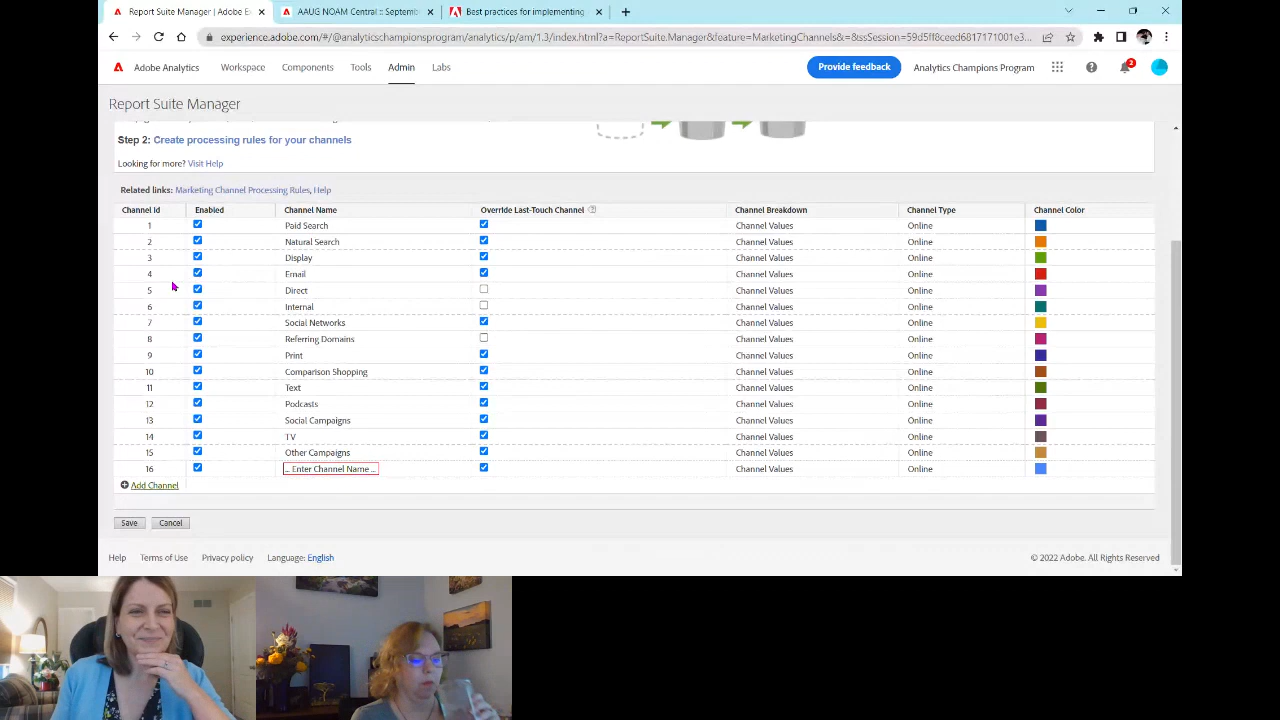 Report Suite Manager | Adobe Ex
AAUG NOAM Central :: Septemb
Best practices for implementing
experience.adobe.com/#/@analyticschampionsprogram/analytics/p/am/1.3/index.html?a=ReportSuite.Manager&feature=MarketingChannels&=&ssSession=59d5ff8ceed6817171001e3...
Adobe Analytics Workspace Components Tools Admin Labs Provide feedback Analytics Champions Program 2
Report Suite Manager
Step 2: Create processing rules for your channels
Looking for more? Visit Help
Related links: Marketing Channel Processing Rules, Help
Channel Id Enabled Channel Name Override Last-Touch Channel Channel Breakdown Channel Type Channel Color
1 Paid Search Channel Values Online
2 Natural Search Channel Values Online
3 Display Channel Values Online
4 Email Channel Values Online
5 Direct Channel Values Online
6 Internal Channel Values Online
7 Social Networks Channel Values Online
8 Referring Domains Channel Values Online
9 Print Channel Values Online
10 Comparison Shopping Channel Values Online
11 Text Channel Values Online
12 Podcasts Channel Values Online
13 Social Campaigns Channel Values Online
14 TV Channel Values Online
15 Other Campaigns Channel Values Online
16 ... Enter Channel Name ... Channel Values Online
Add Channel
Save Cancel
Help Terms of Use Privacy policy Language: English © 2022 Adobe. All Rights Reserved